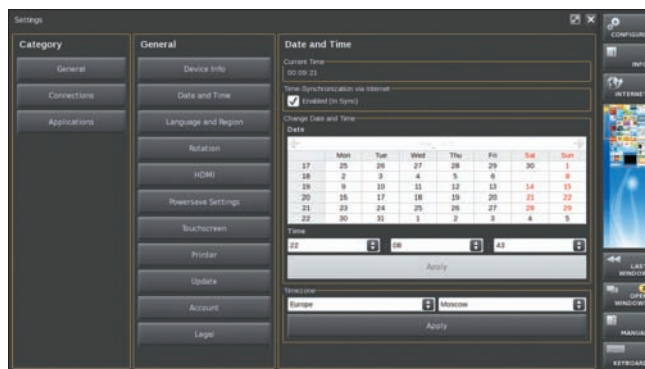 Settings
Category
General
Connections
Applications
General
Device Info
Date and Time
Language and Region
Rotation
HDMI
Powersave Settings
Touchscreen
Printer
Update
Account
Legal
Date and Time
Current Time
00:09:21
Time-Synchronization via Internet
Enabled (In Sync)
Change Date and Time
Date
Mon Tue Wed Thu Fri Sat Sun
17 25 26 27 28 29 30 1
18 2 3 4 5 6 8
19 9 10 11 12 13 14 15
20 16 17 18 19 20 21 22
21 23 24 25 26 27 28 29
22 30 31 1 2 3 4 5
Time
22 08 43
Apply
Timezone
Europe Moscow
Apply
CONFIGURE
INFO
INTERNET
LAST
WINDOW
OPEN
WINDOW
MANUAL
KEYBOARD